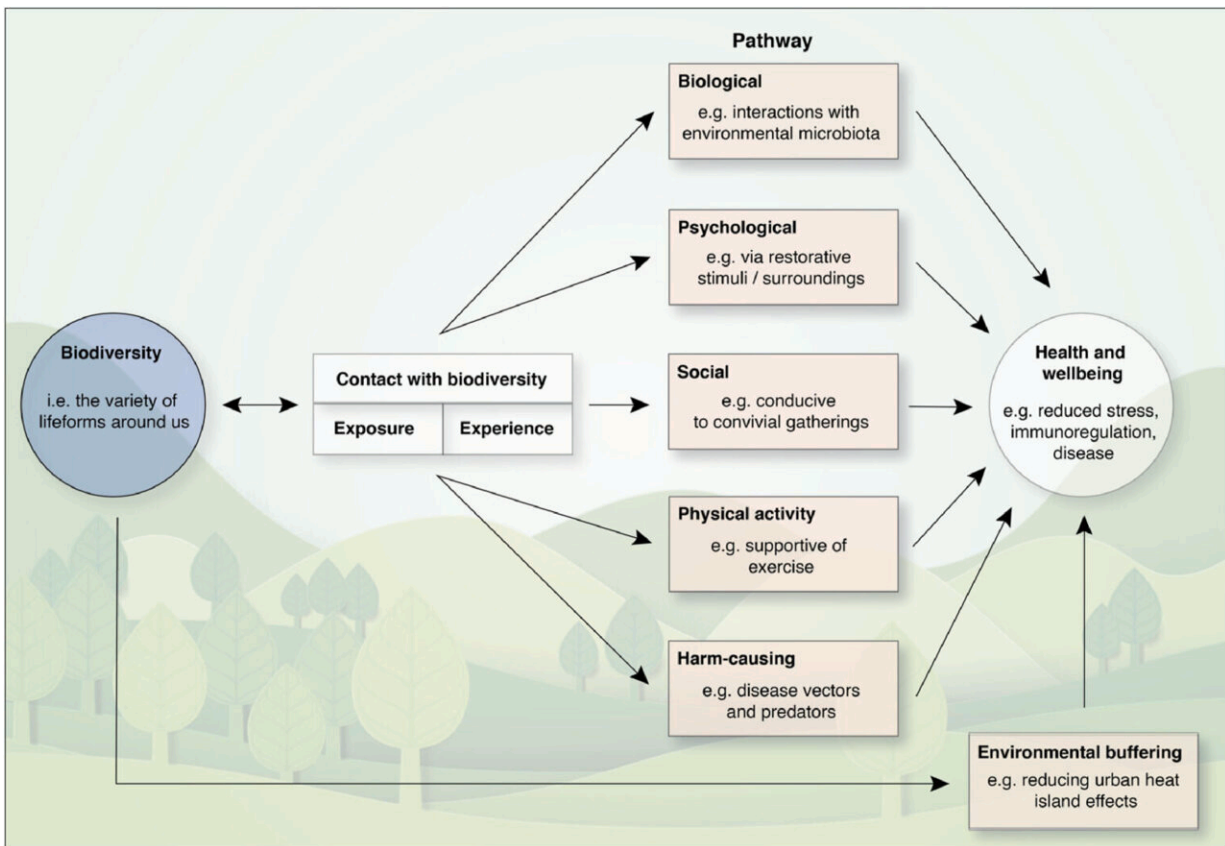 Pathway
Biological
e.g. interactions with
environmental microbiota
Psychological
e.g. via restorative
stimuli / surroundings
Biodiversity
i.e. the variety of
lifeforms around us
Contact with biodiversity
Exposure
Experience
Social
e.g. conducive
to convivial gatherings
Health and
wellbeing
e.g. reduced stress,
immunoregulation,
disease
Physical activity
e.g. supportive of
exercise
Harm-causing
e.g. disease vectors
and predators
Environmental buffering
e.g. reducing urban heat
island effects